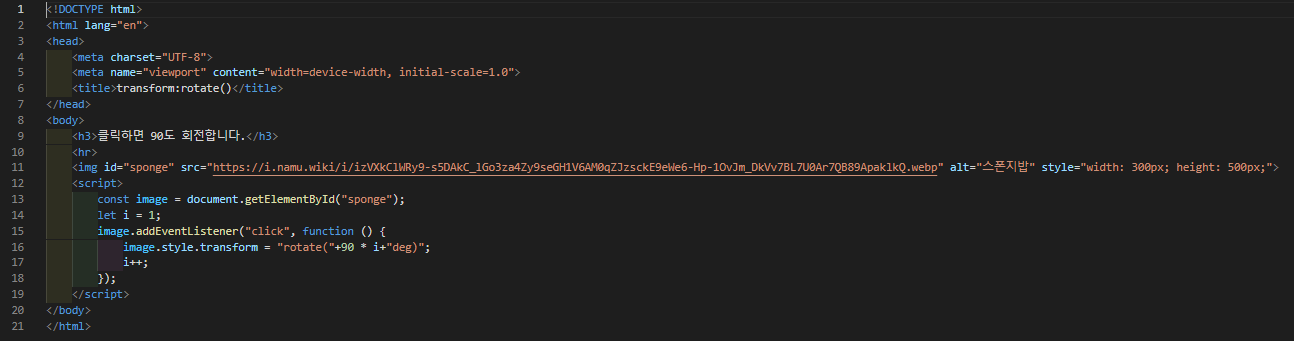 1 <!DOCTYPE html>
2 <html lang="en">
3 <head>
4 <meta charset="UTF-8">
5 <meta name="viewport" content="width=device-width, initial-scale=1.0">
6 <title>transform:rotate()</title>
7 </head>
8 <body>
9 <h3>클릭하면 90도 회전합니다.</h3>
10 <hr>
11 <img id="sponge" src="https://i.namu.wiki/i/izVXkClWRy9-s5DAkC_lGo3za4Zy9seGH1V6AM0qZJzsckE9eWe6-Hp-1OvJm_DkVv7BL7U0Ar7QB89ApaklkQ.webp" alt="스폰지밥" style="width: 300px; height: 500px;">
12 <script>
13 const image = document.getElementById("sponge");
14 let i = 1;
15 image.addEventListener("click", function () {
16 image.style.transform = "rotate("+90 * i+"deg)";
17 i++;
18 });
19 </script>
20 </body>
21 </html>